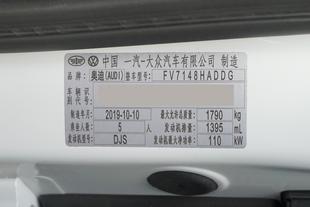 中国 一汽-大众汽车有限公司 制造
品牌 奥迪(AUDI) 整车型号 FV7148HADDG
车辆识
别
制造年月 2019-10-10 最大允许总质量 1790 kg
乘坐人数 5 人 发动机排量 1395 mL
发动机型号 DJS 发动机最大净功率 110 kW